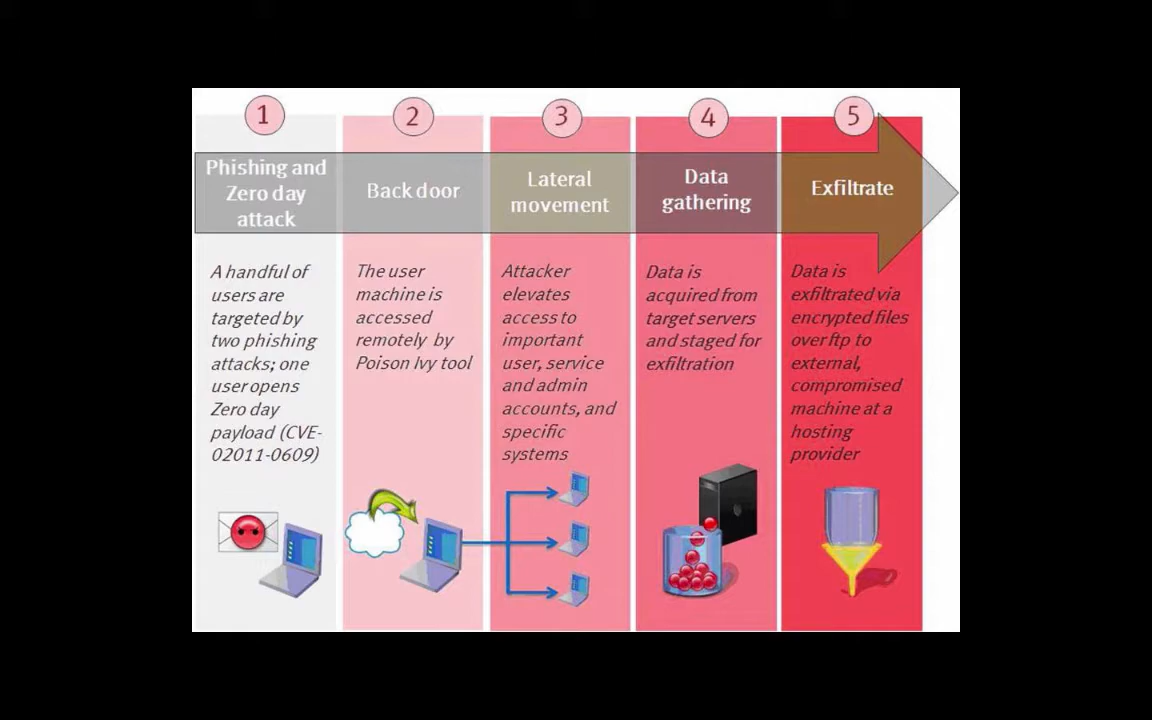 1
Phishing and
Zero day
attack
A handful of
users are
targeted by
two phishing
attacks; one
user opens
Zero day
payload (CVE-
02011-0609)
2
Back door
The user
machine is
accessed
remotely by
Poison Ivy tool
3
Lateral
movement
Attacker
elevates
access to
important
user, service
and admin
accounts, and
specific
systems
4
Data
gathering
Data is
acquired from
target servers
and staged for
exfiltration
5
Exfiltrate
Data is
exfiltrated via
encrypted files
over ftp to
external,
compromised
machine at a
hosting
provider